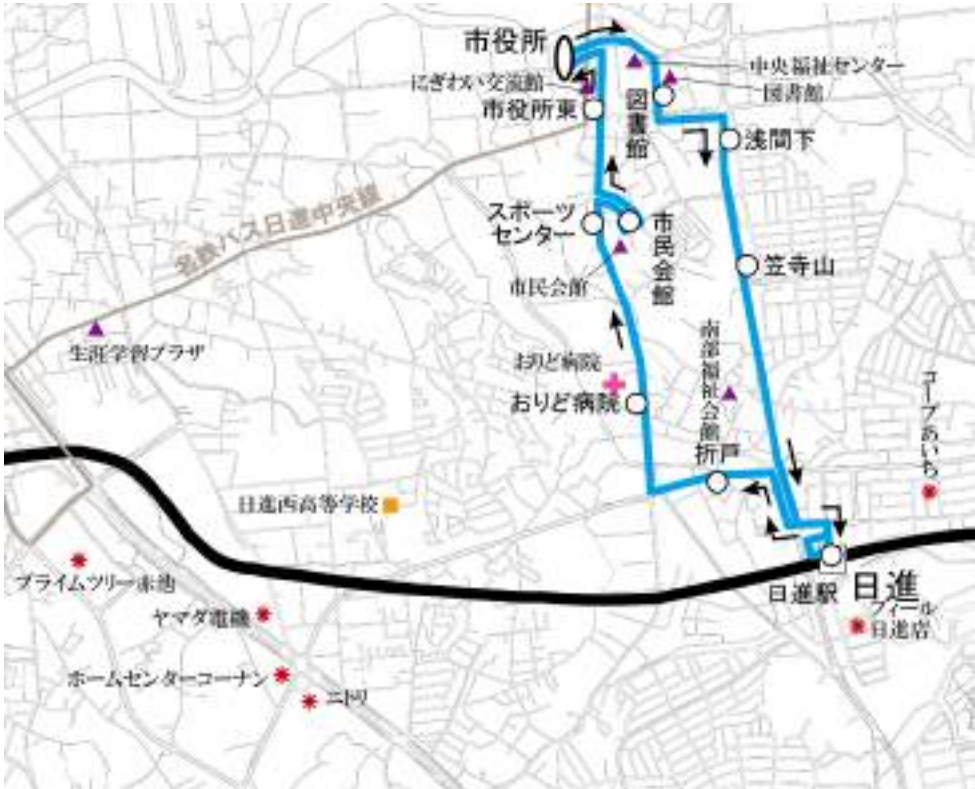 市役所
中央福祉センター
にぎわい交流館
図書館
市役所東
図書館
浅間下
名鉄バス日進中央線
スポーツ
センター
市民会館
笠寺山
市民会館
生涯学習プラザ
南部福祉会館
おりど病院
おりど病院
コープあいち
折戸
日進西高等学校
プライムツリー赤池
日進駅
日進
フィール
日進店
ヤマダ電機
ホームセンターコーナン
ニトリ